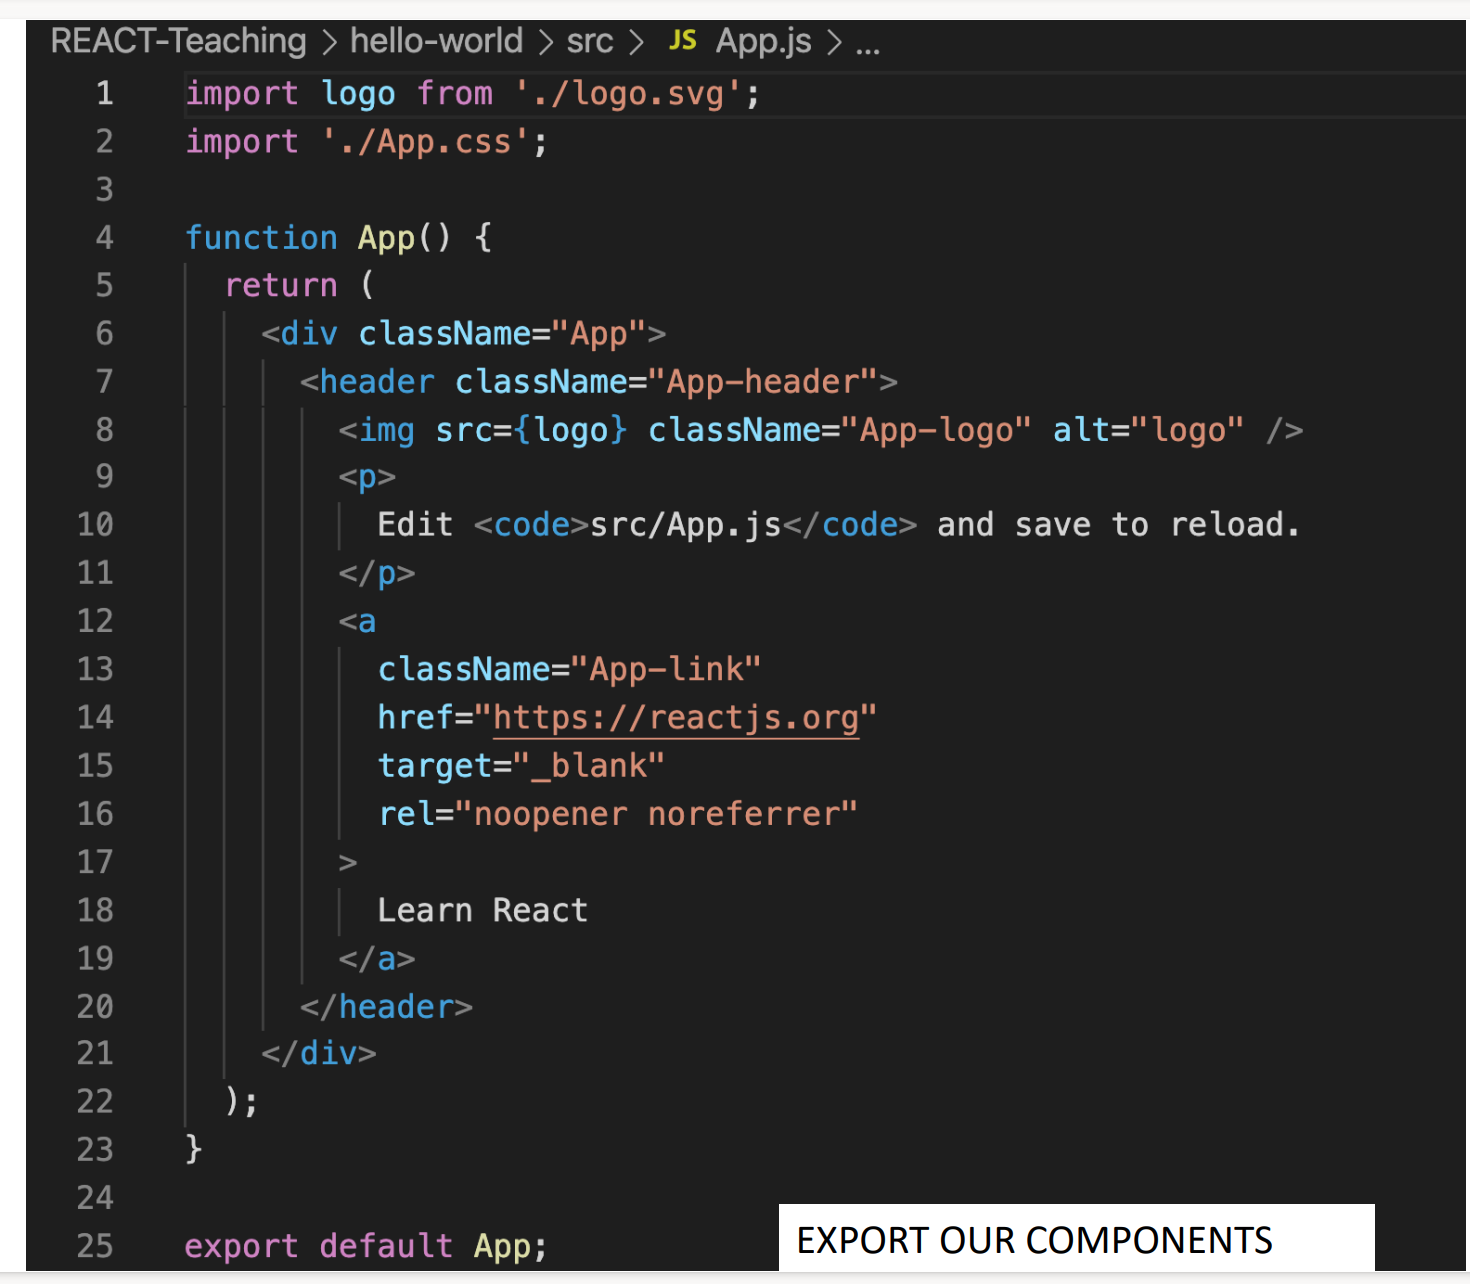 REACT-Teaching > hello-world > src > JS App.js > ...
1 import logo from './logo.svg';
2 import './App.css';
3
4 function App() {
5   return (
6     <div className="App">
7       <header className="App-header">
8         <img src={logo} className="App-logo" alt="logo" />
9         <p>
10           Edit <code>src/App.js</code> and save to reload.
11         </p>
12         <a
13           className="App-link"
14           href="https://reactjs.org"
15           target="_blank"
16           rel="noopener noreferrer"
17         >
18           Learn React
19         </a>
20       </header>
21     </div>
22   );
23 }
24
25 export default App;
EXPORT OUR COMPONENTS